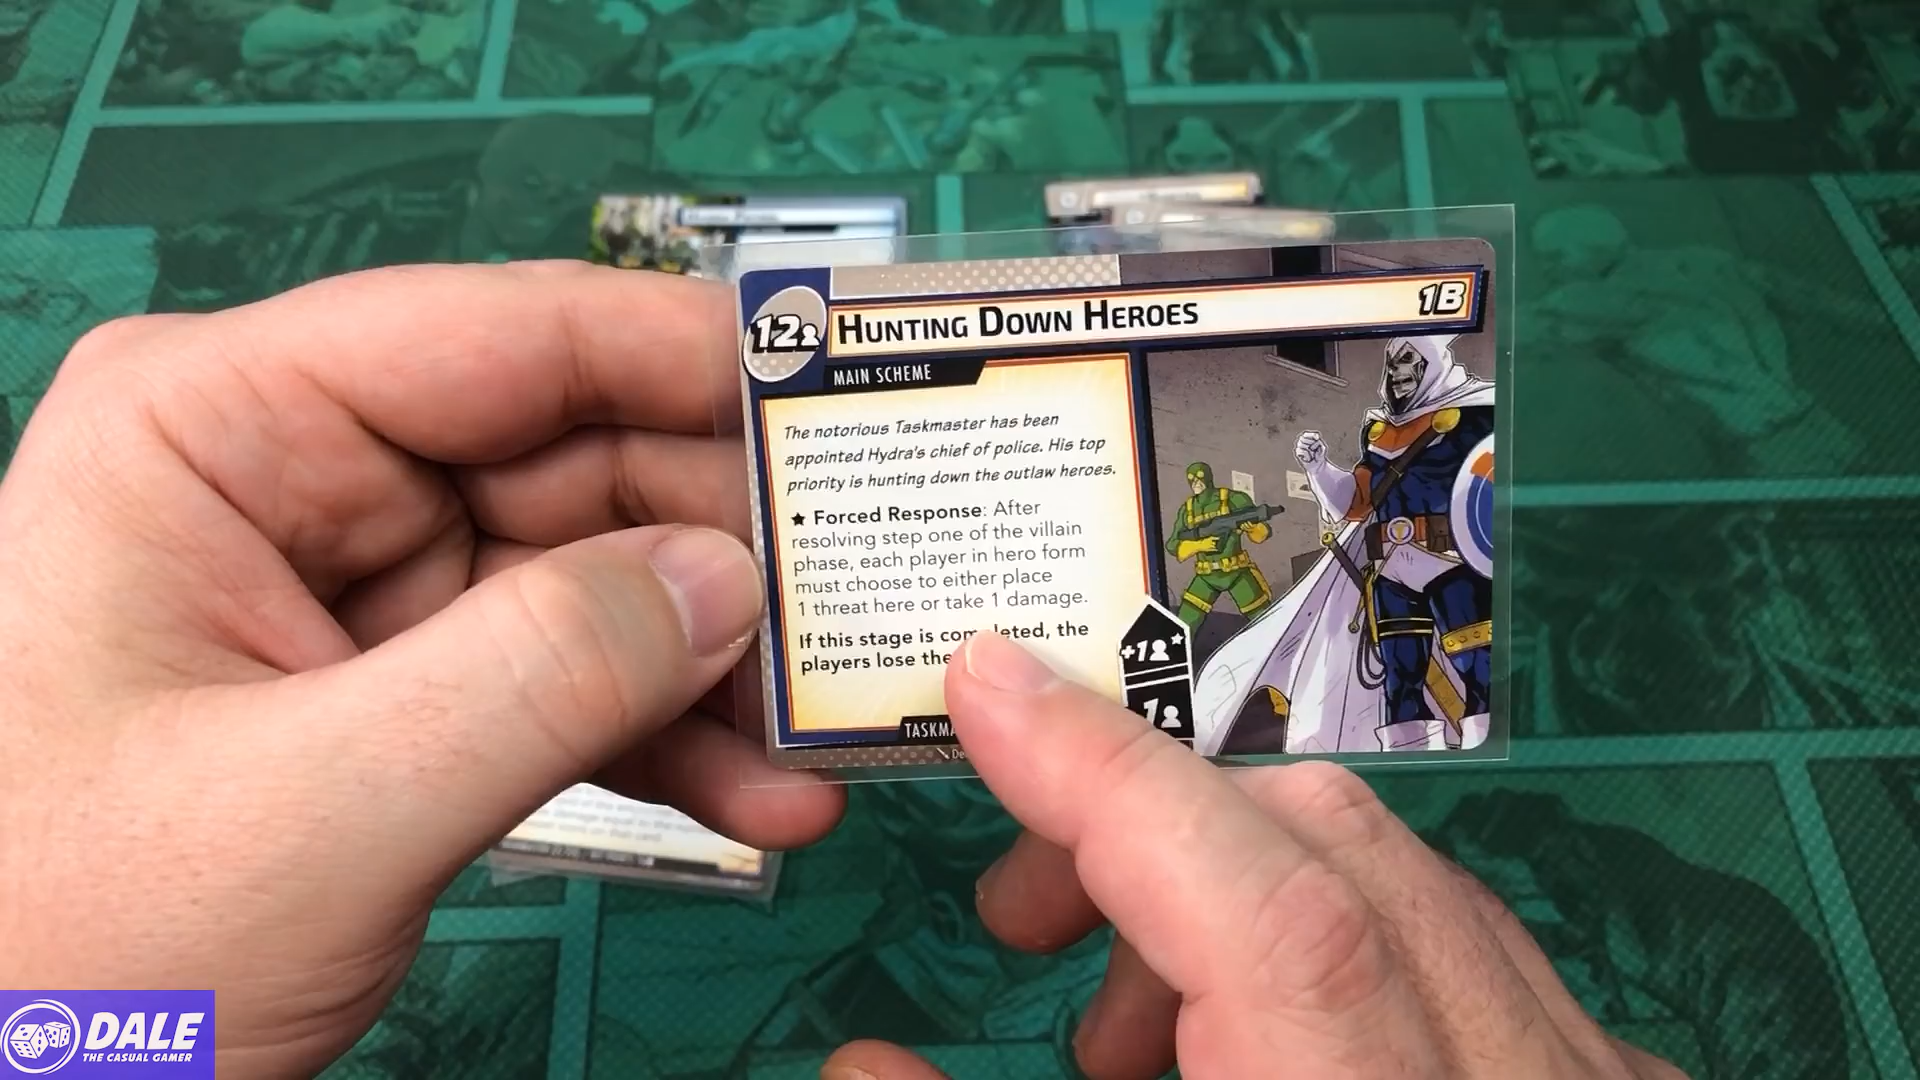 12
HUNTING DOWN HEROES
1B
MAIN SCHEME
The notorious Taskmaster has been
appointed Hydra's chief of police. His top
priority is hunting down the outlaw heroes.
★ Forced Response: After
resolving step one of the villain
phase, each player in hero form
must choose to either place
1 threat here or take 1 damage.
If this stage is completed, the
players lose the
+1
1
DALE
THE CASUAL GAMER